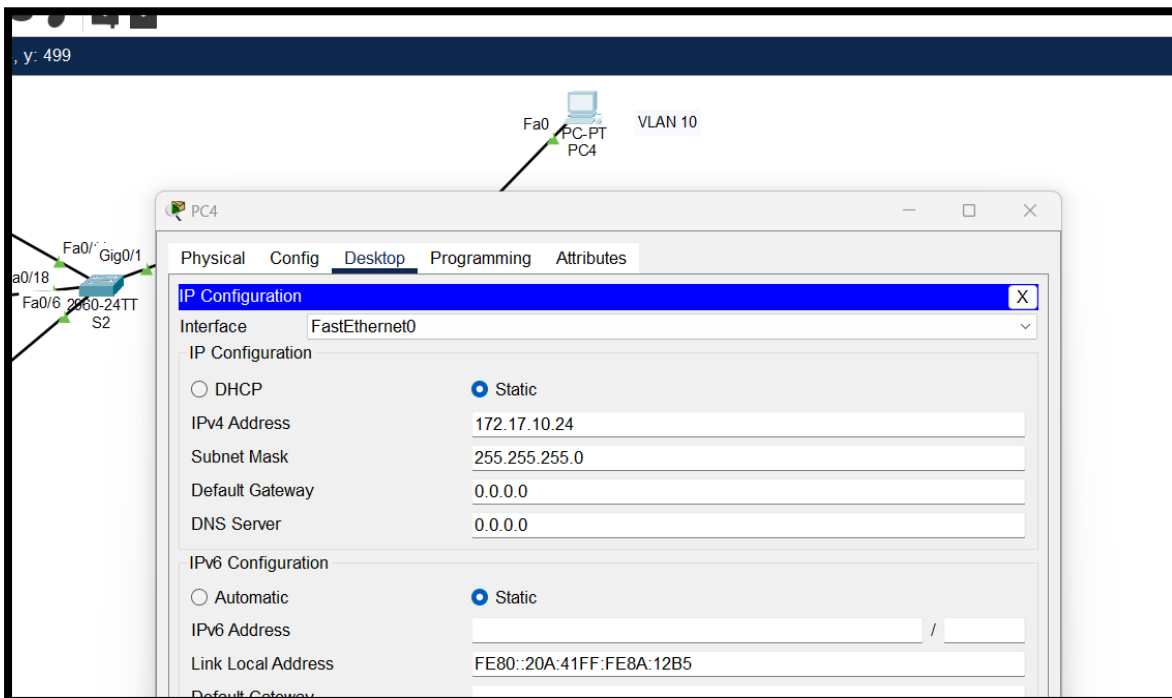 , y: 499
Fa0
VLAN 10
PC-PT
PC4
PC4
Fa0/
Gig0/1
a0/18
Fa0/6
2960-24TT
S2
Physical Config Desktop Programming Attributes
IP Configuration X
Interface FastEthernet0
IP Configuration
DHCP Static
IPv4 Address 172.17.10.24
Subnet Mask 255.255.255.0
Default Gateway 0.0.0.0
DNS Server 0.0.0.0
IPv6 Configuration
Automatic Static
IPv6 Address /
Link Local Address FE80::20A:41FF:FE8A:12B5
Default Gateway